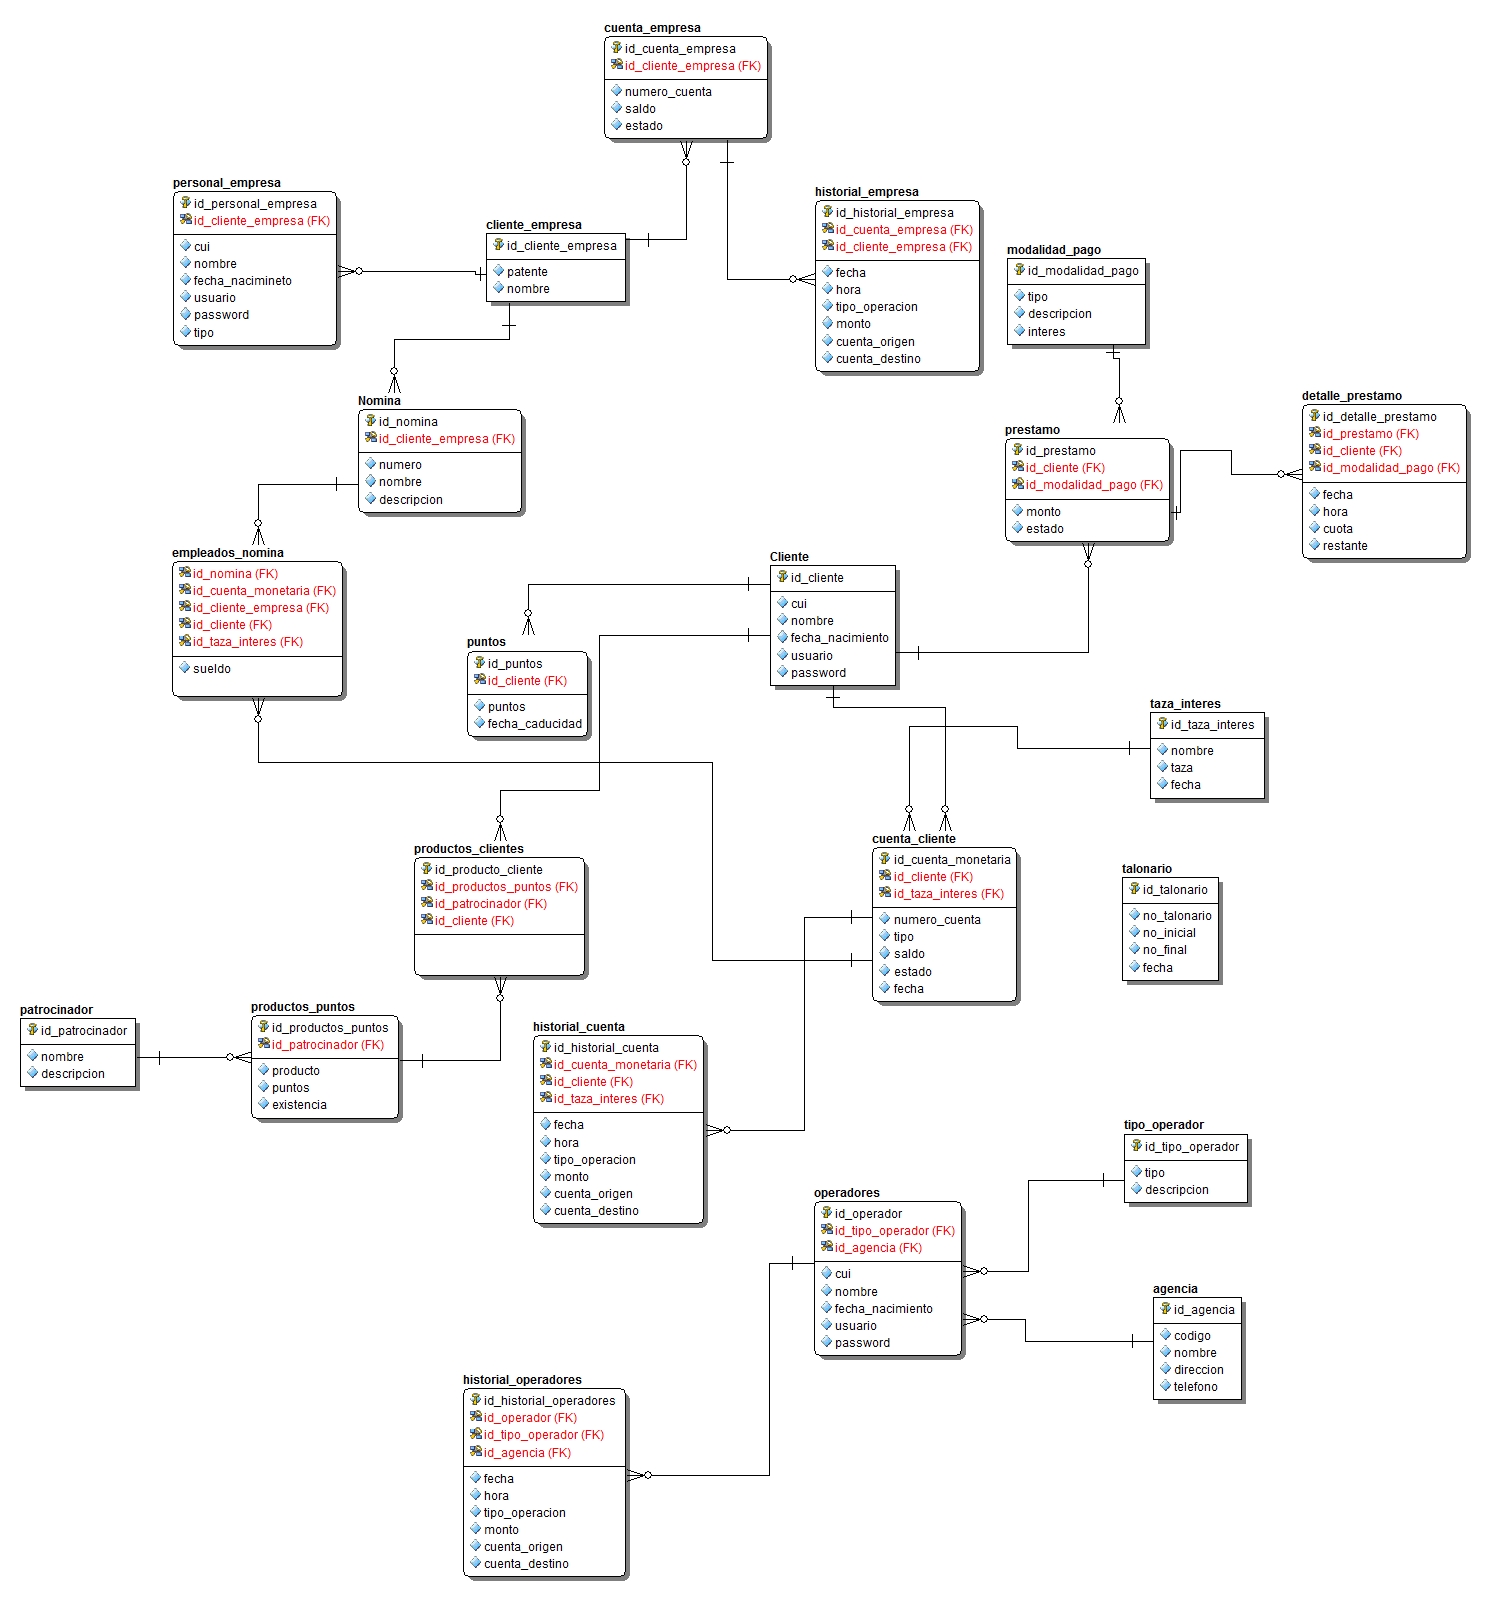 cuenta_empresa
id_cuenta_empresa
id_cliente_empresa (FK)
numero_cuenta
saldo
estado
personal_empresa
id_personal_empresa
id_cliente_empresa (FK)
cui
nombre
fecha_nacimineto
usuario
password
tipo
cliente_empresa
id_cliente_empresa
patente
nombre
historial_empresa
id_historial_empresa
id_cuenta_empresa (FK)
id_cliente_empresa (FK)
fecha
hora
tipo_operacion
monto
cuenta_origen
cuenta_destino
modalidad_pago
id_modalidad_pago
tipo
descripcion
interes
Nomina
id_nomina
id_cliente_empresa (FK)
numero
nombre
descripcion
prestamo
id_prestamo
id_cliente (FK)
id_modalidad_pago (FK)
monto
estado
detalle_prestamo
id_detalle_prestamo
id_prestamo (FK)
id_cliente (FK)
id_modalidad_pago (FK)
fecha
hora
cuota
restante
empleados_nomina
id_nomina (FK)
id_cuenta_monetaria (FK)
id_cliente_empresa (FK)
id_cliente (FK)
id_taza_interes (FK)
sueldo
Cliente
id_cliente
cui
nombre
fecha_nacimiento
usuario
password
puntos
id_puntos
id_cliente (FK)
puntos
fecha_caducidad
taza_interes
id_taza_interes
nombre
taza
fecha
productos_clientes
id_producto_cliente
id_productos_puntos (FK)
id_patrocinador (FK)
id_cliente (FK)
cuenta_cliente
id_cuenta_monetaria
id_cliente (FK)
id_taza_interes (FK)
numero_cuenta
tipo
saldo
estado
fecha
talonario
id_talonario
no_talonario
no_inicial
no_final
fecha
patrocinador
id_patrocinador
nombre
descripcion
productos_puntos
id_productos_puntos
id_patrocinador (FK)
producto
puntos
existencia
historial_cuenta
id_historial_cuenta
id_cuenta_monetaria (FK)
id_cliente (FK)
id_taza_interes (FK)
fecha
hora
tipo_operacion
monto
cuenta_origen
cuenta_destino
tipo_operador
id_tipo_operador
tipo
descripcion
operadores
id_operador
id_tipo_operador (FK)
id_agencia (FK)
cui
nombre
fecha_nacimiento
usuario
password
agencia
id_agencia
codigo
nombre
direccion
telefono
historial_operadores
id_historial_operadores
id_operador (FK)
id_tipo_operador (FK)
id_agencia (FK)
fecha
hora
tipo_operacion
monto
cuenta_origen
cuenta_destino